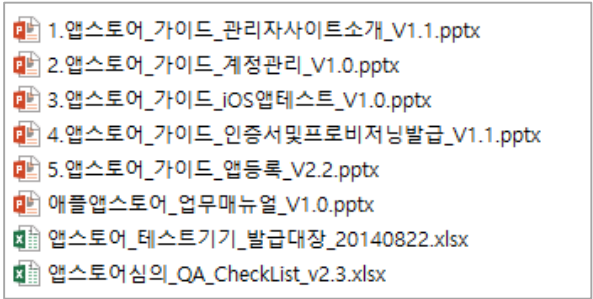 1.앱스토어_가이드_관리자사이트소개_V1.1.pptx
2.앱스토어_가이드_계정관리_V1.0.pptx
3.앱스토어_가이드_iOS앱테스트_V1.0.pptx
4.앱스토어_가이드_인증서및프로비저닝발급_V1.1.pptx
5.앱스토어_가이드_앱등록_V2.2.pptx
애플앱스토어_업무매뉴얼_V1.0.pptx
앱스토어_테스트기기_발급대장_20140822.xlsx
앱스토어심의_QA_CheckList_v2.3.xlsx